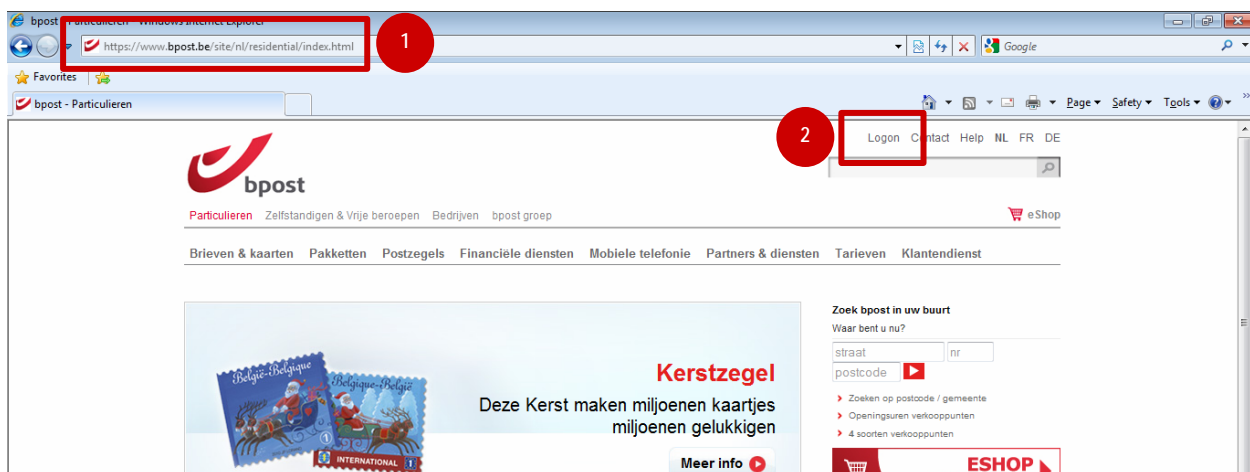 bpost - Particulieren - Windows Internet Explorer
https://www.bpost.be/site/nl/residential/index.html
1
Google
Favorites
bpost - Particulieren
Page Safety Tools
2
Logon Contact Help NL FR DE
bpost
Particulieren Zelfstandigen & Vrije beroepen Bedrijven bpost groep
eShop
Brieven & kaarten Pakketten Postzegels Financiële diensten Mobiele telefonie Partners & diensten Tarieven Klantendienst
België-Belgique
Belgique-België
1
INTERNATIONAL 1
Kerstzegel
Deze Kerst maken miljoenen kaartjes
miljoenen gelukkigen
Meer info
Zoek bpost in uw buurt
Waar bent u nu?
straat nr
postcode
Zoeken op postcode / gemeente
Openingsuren verkooppunten
4 soorten verkooppunten
ESHOP